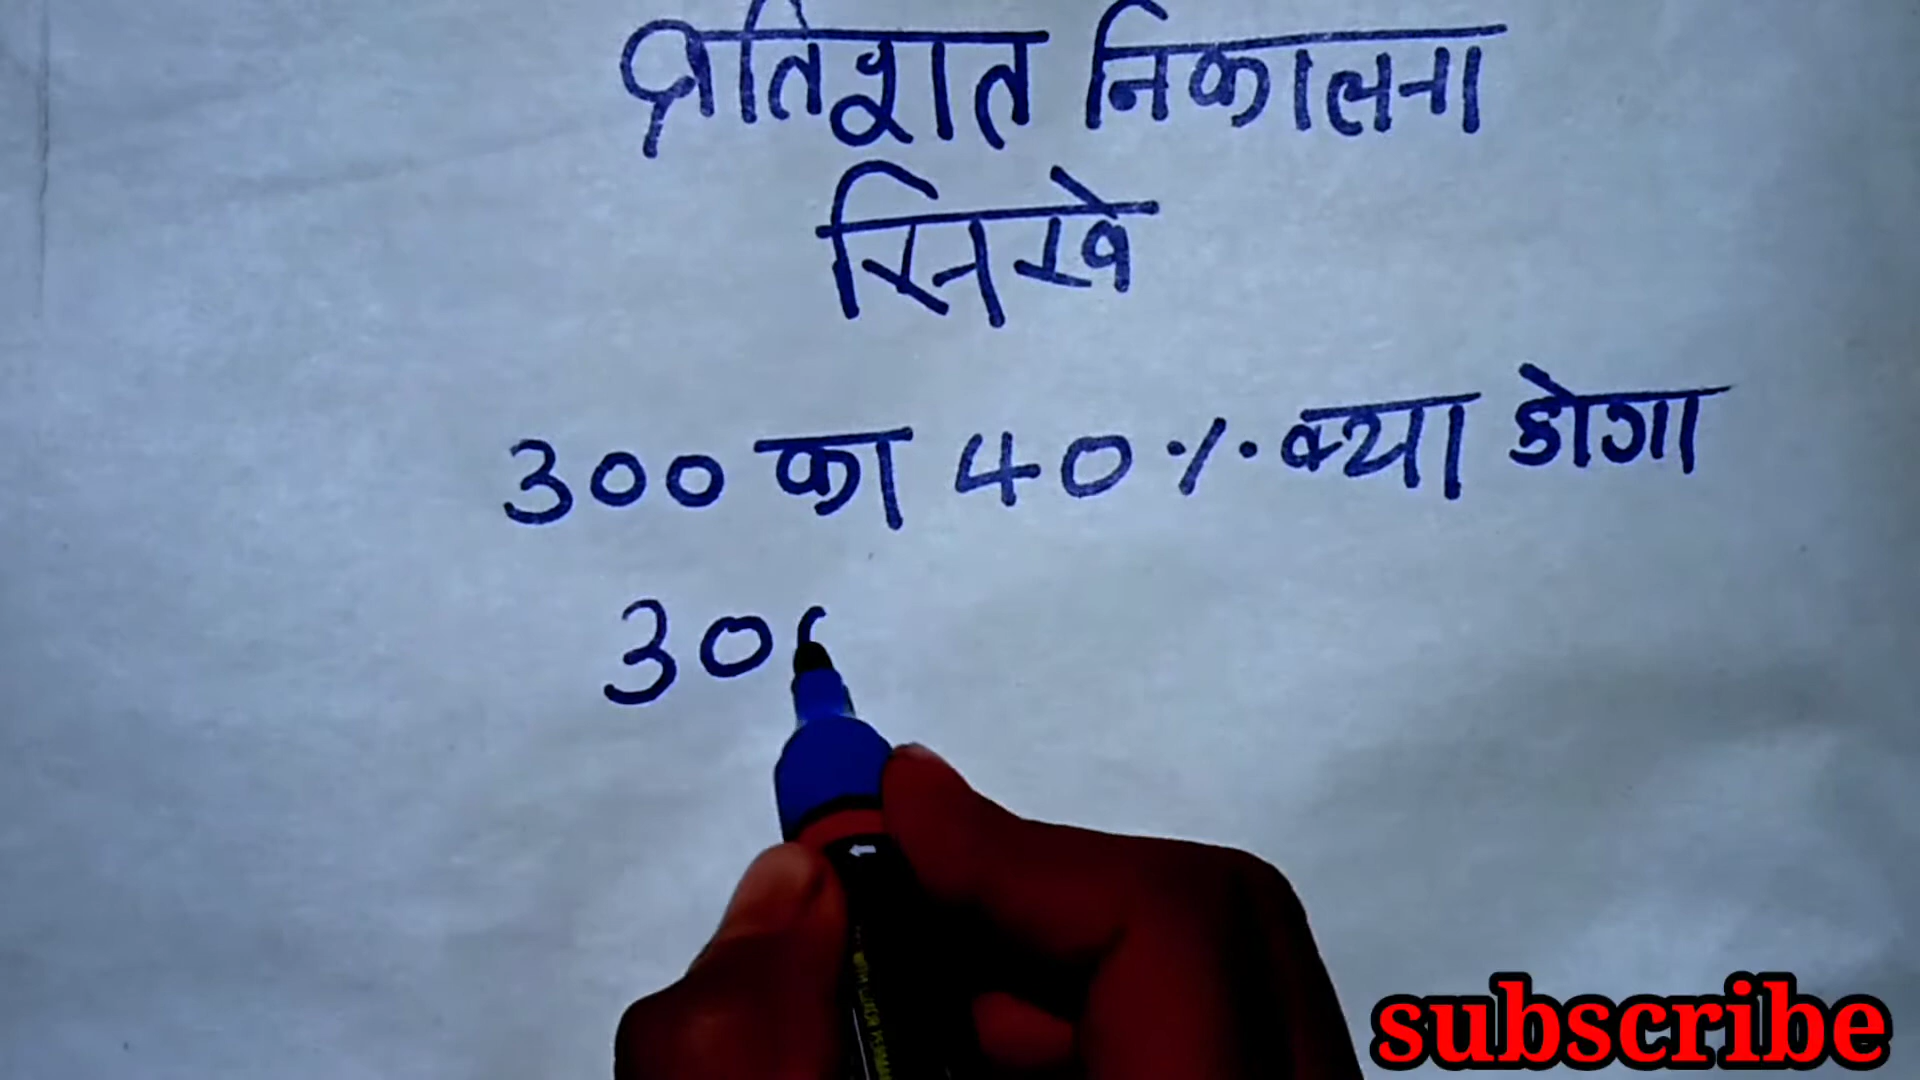 प्रतिशत निकालना
सिखे
300 का 40% क्या होगा
30
subscribe